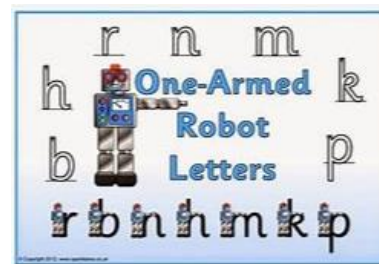 r n m
h k
One-Armed
Robot
Letters
b p
r b n h m k p